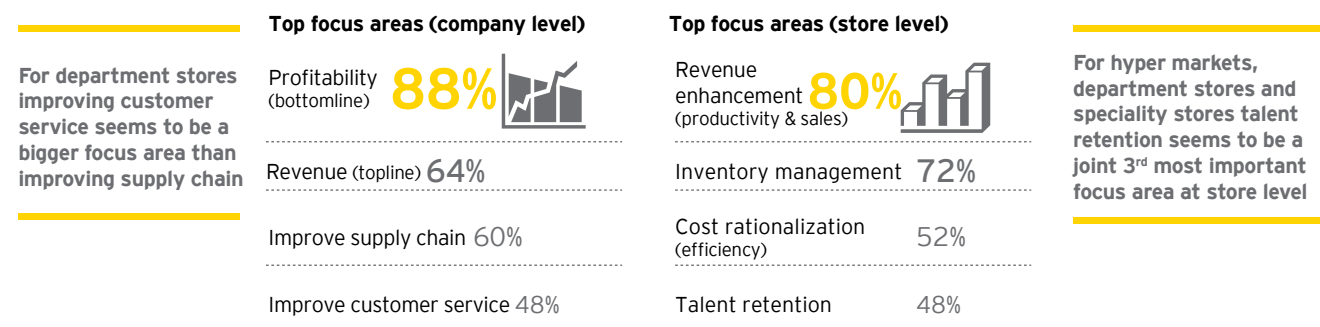 For department stores
improving customer
service seems to be a
bigger focus area than
improving supply chain
Top focus areas (company level)
Profitability
(bottomline)
88%
Revenue (topline) 64%
Improve supply chain 60%
Improve customer service 48%
Top focus areas (store level)
Revenue
enhancement 80%
(productivity & sales)
Inventory management 72%
Cost rationalization
(efficiency)
52%
Talent retention 48%
For hyper markets,
department stores and
speciality stores talent
retention seems to be a
joint 3rd most important
focus area at store level